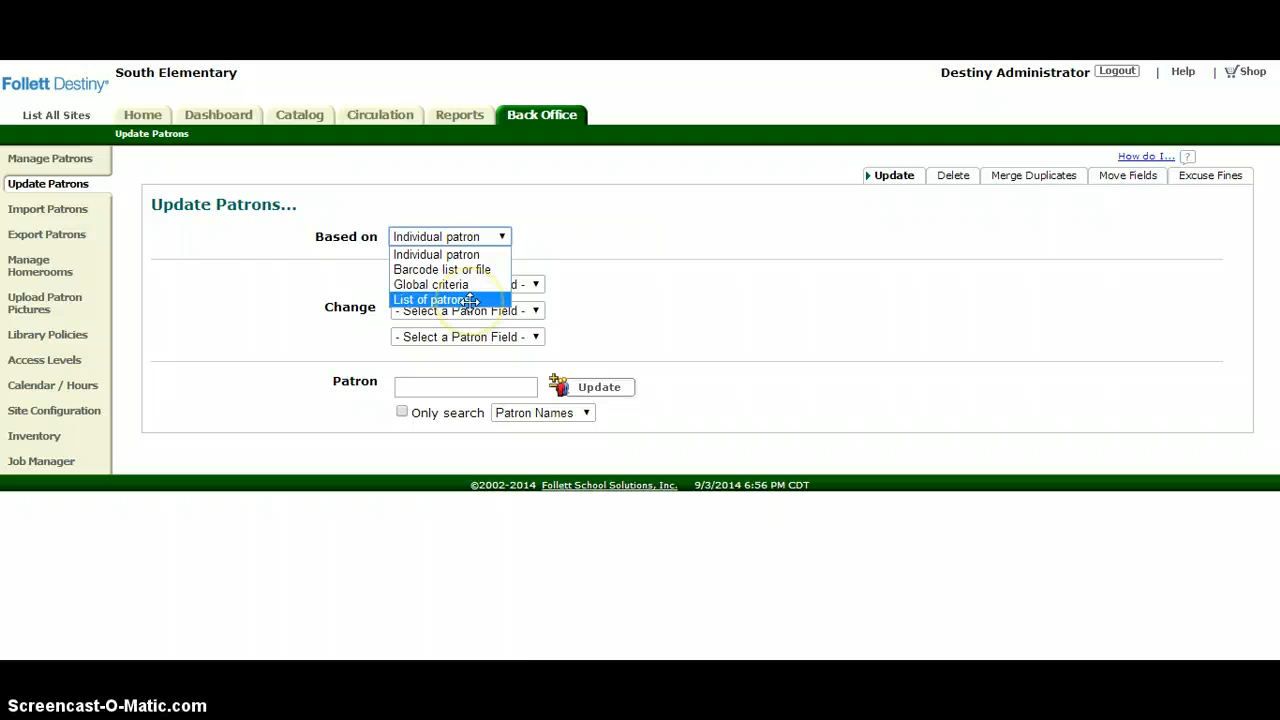 South Elementary
Destiny Administrator Logout | Help | Shop
Follett Destiny
List All Sites Home Dashboard Catalog Circulation Reports Back Office
Update Patrons
How do I... ?
Manage Patrons
Update Patrons
Import Patrons
Export Patrons
Manage
Homerooms
Upload Patron
Pictures
Library Policies
Access Levels
Calendar / Hours
Site Configuration
Inventory
Job Manager
Update Delete Merge Duplicates Move Fields Excuse Fines
Update Patrons...
Based on Individual patron
Individual patron
Barcode list or file
Global criteria
List of patrons
d -
Change - Select a Patron Field -
- Select a Patron Field -
Patron Update
Only search Patron Names
©2002-2014 Follett School Solutions, Inc. 9/3/2014 6:56 PM CDT
Screencast-O-Matic.com